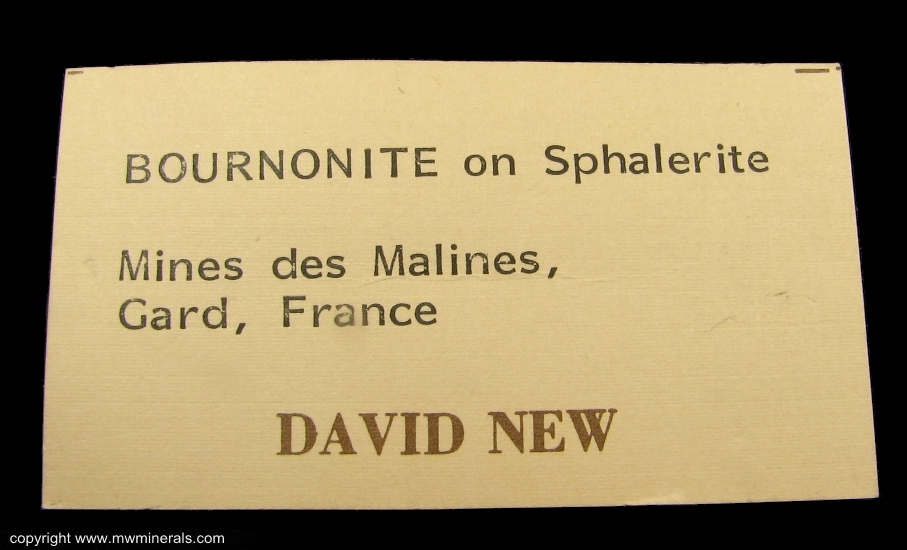 BOURNONITE on Sphalerite
Mines des Malines,
Gard, France
DAVID NEW
copyright www.mwminerals.com